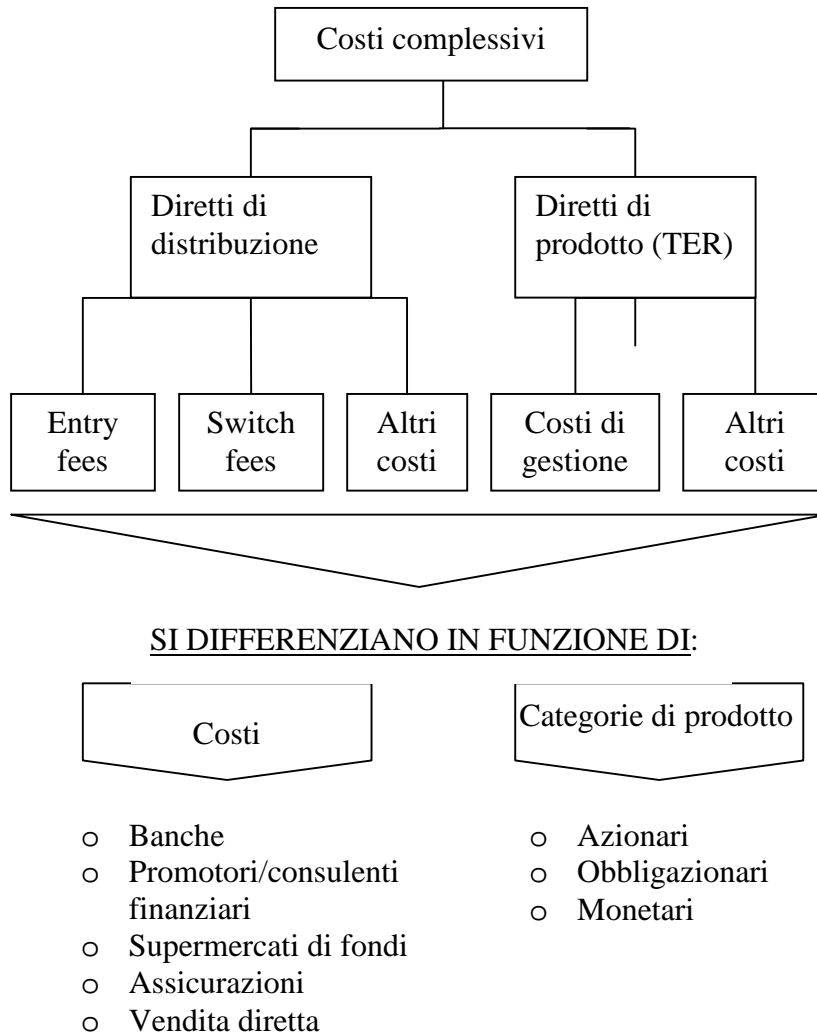 Costi complessivi
Diretti di
distribuzione
Diretti di
prodotto (TER)
Entry
fees
Switch
fees
Altri
costi
Costi di
gestione
Altri
costi
SI DIFFERENZIANO IN FUNZIONE DI:
Costi
Categorie di prodotto
o Banche
o Promotori/consulenti
finanziari
o Supermercati di fondi
o Assicurazioni
o Vendita diretta
o Azionari
o Obbligazionari
o Monetari